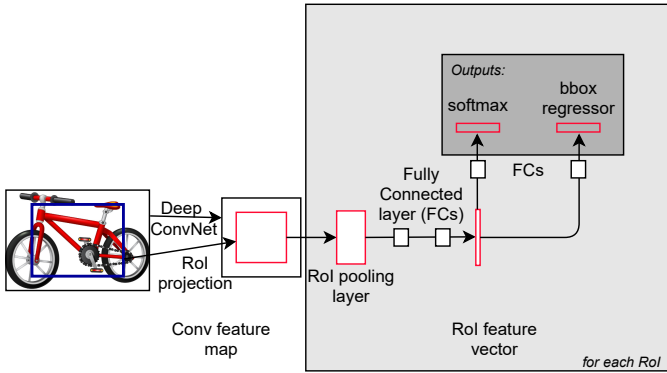 Outputs:
softmax
bbox
regressor
FCs
Fully
Connected
layer (FCs)
Deep
ConvNet
RoI
projection
RoI pooling
layer
Conv feature
map
RoI feature
vector
for each RoI